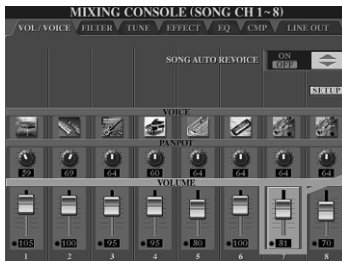 MIXING CONSOLE (SONG CH 1~8)
VOL/VOICE FILTER TUNE EFFECT EQ CMP LINE OUT
SONG AUTO REVOICE ON
OFF
SETUP
VOICE
PANPOT
59 69 64 60 64 64 64 64
VOLUME
105 100 95 95 80 100 81 70
1 2 3 4 5 6 7 8